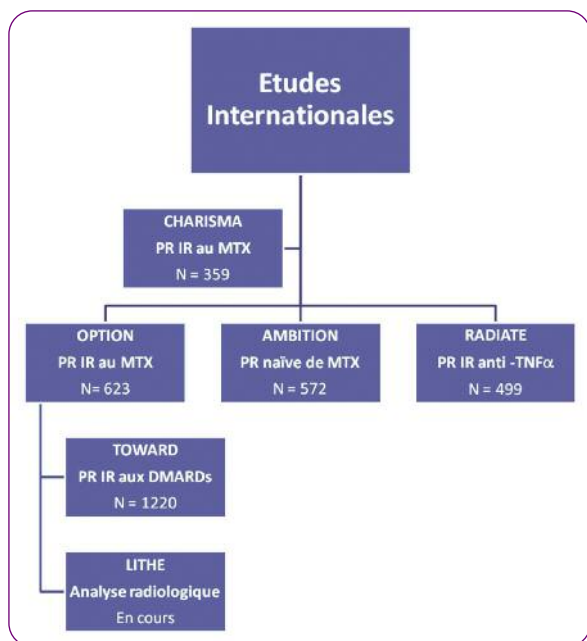 Etudes
Internationales
CHARISMA
PR IR au MTX
N = 359
OPTION
PR IR au MTX
N= 623
AMBITION
PR naïve de MTX
N = 572
RADIATE
PR IR anti -TNFα
N = 499
TOWARD
PR IR aux DMARDs
N = 1220
LITHE
Analyse radiologique
En cours